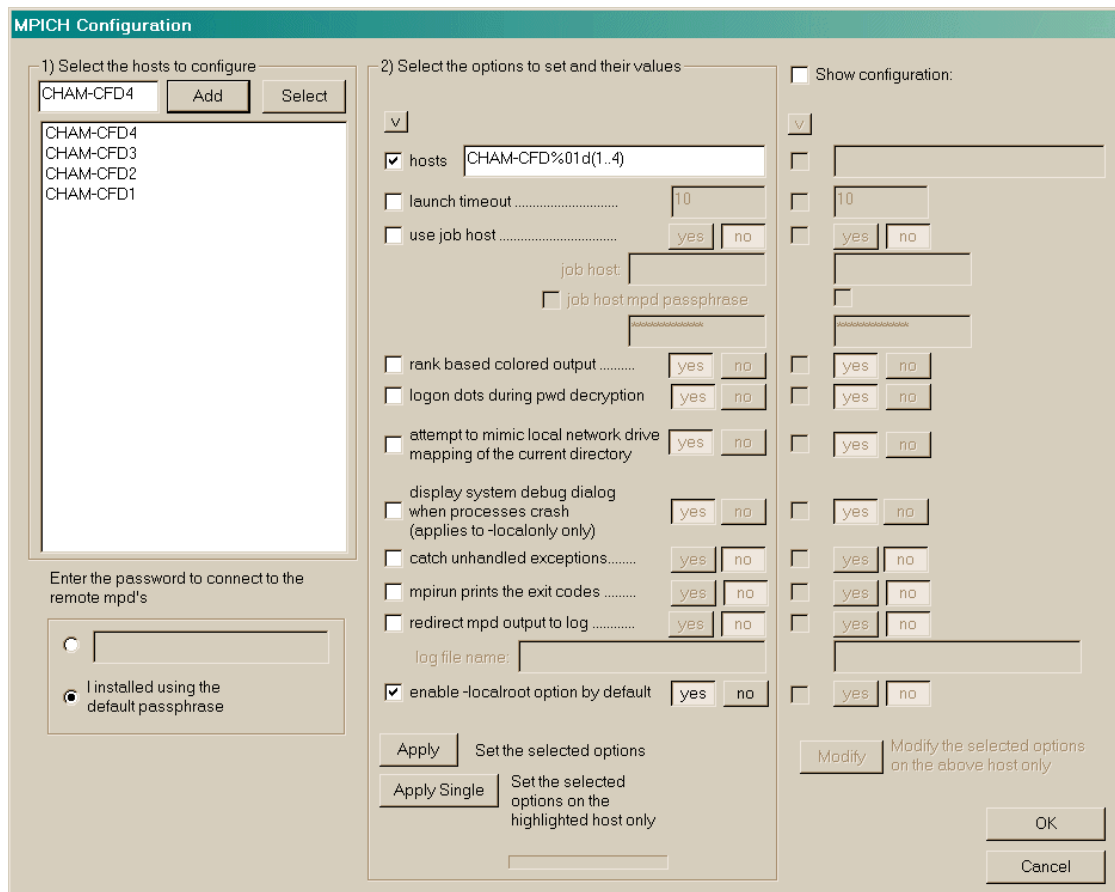 MPICH Configuration
1) Select the hosts to configure
CHAM-CFD4
Add
Select
CHAM-CFD4
CHAM-CFD3
CHAM-CFD2
CHAM-CFD1
Enter the password to connect to the
remote mpd's
I installed using the
default passphrase
2) Select the options to set and their values
v
hosts CHAM-CFD%01d(1..4)
launch timeout ............................ 10
use job host ................................ yes no
job host:
job host mpd passphrase
************
rank based colored output .......... yes no
logon dots during pwd decryption yes no
attempt to mimic local network drive
mapping of the current directory yes no
display system debug dialog
when processes crash
(applies to -localonly only) yes no
catch unhandled exceptions........ yes no
mpirun prints the exit codes ......... yes no
redirect mpd output to log ............ yes no
log file name:
enable -localroot option by default yes no
Apply Set the selected options
Apply Single
Set the selected
options on the
highlighted host only
Show configuration:
v
10
yes no
************
yes no
yes no
yes no
yes no
yes no
yes no
yes no
yes no
Modify
Modify the selected options
on the above host only
OK
Cancel